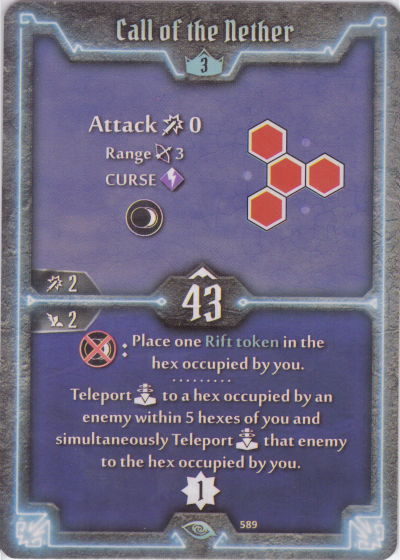 Call of the Nether
3
Attack 0
Range 3
CURSE
2
43
2
: Place one Rift token in the
hex occupied by you.
Teleport to a hex occupied by an
enemy within 5 hexes of you and
simultaneously Teleport that enemy
to the hex occupied by you.
1
589